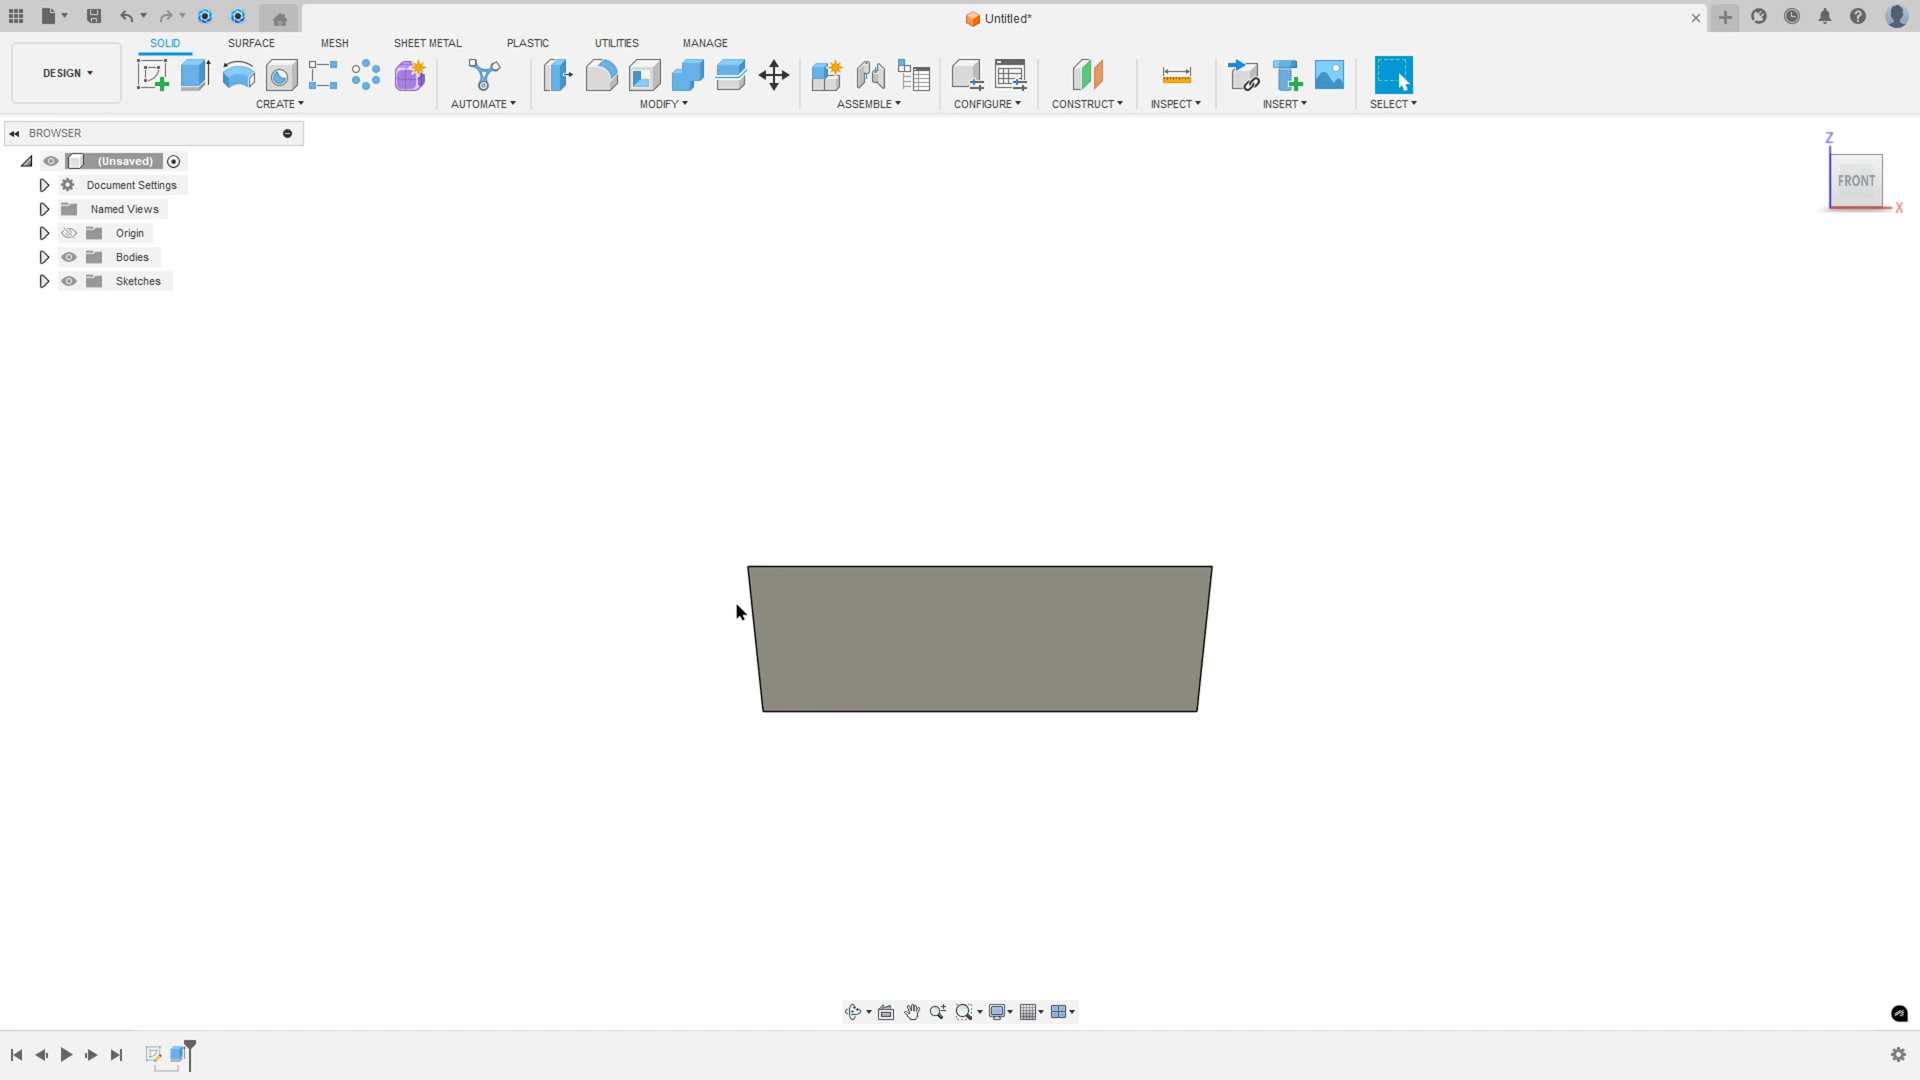 Untitled*
SOLID SURFACE MESH SHEET METAL PLASTIC UTILITIES MANAGE
DESIGN
CREATE AUTOMATE MODIFY ASSEMBLE CONFIGURE CONSTRUCT INSPECT INSERT SELECT
BROWSER
(Unsaved)
Document Settings
Named Views
Origin
Bodies
Sketches
Z
FRONT
X